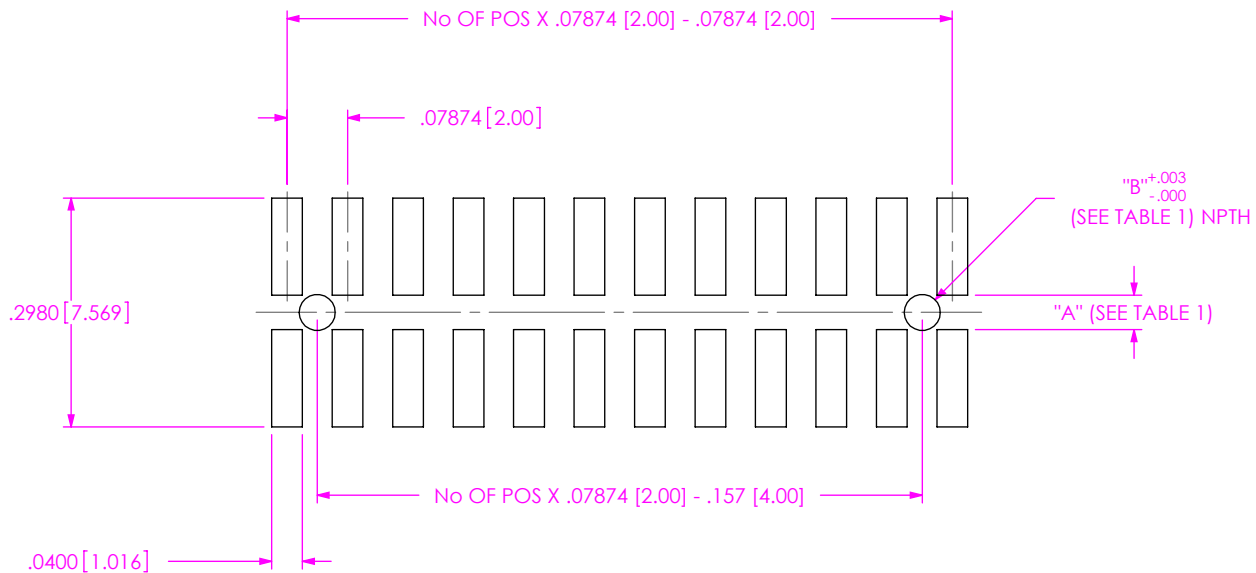 No OF POS X .07874 [2.00] - .07874 [2.00]
.07874 [2.00]
"B" +.003
-.000
(SEE TABLE 1) NPTH
.2980 [7.569]
"A" (SEE TABLE 1)
No OF POS X .07874 [2.00] - .157 [4.00]
.0400 [1.016]